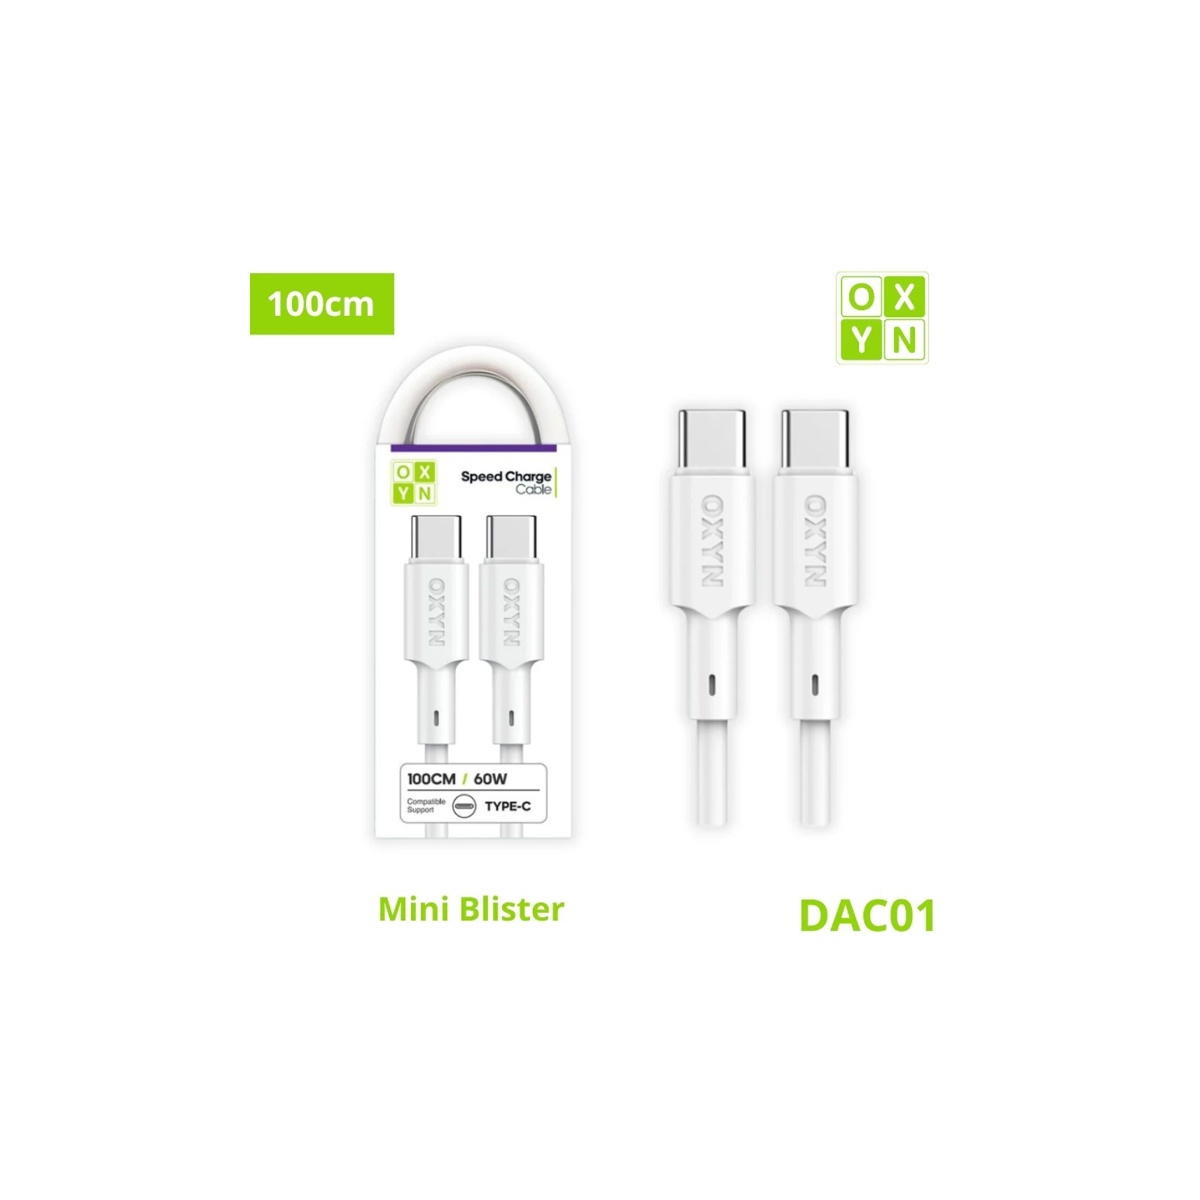 100cm
O X
Y N
O X
Y N
Speed Charge
Cable
OXYN
OXYN
OXYN
OXYN
100CM / 60W
Compatible
Support
TYPE-C
Mini Blister
DAC01